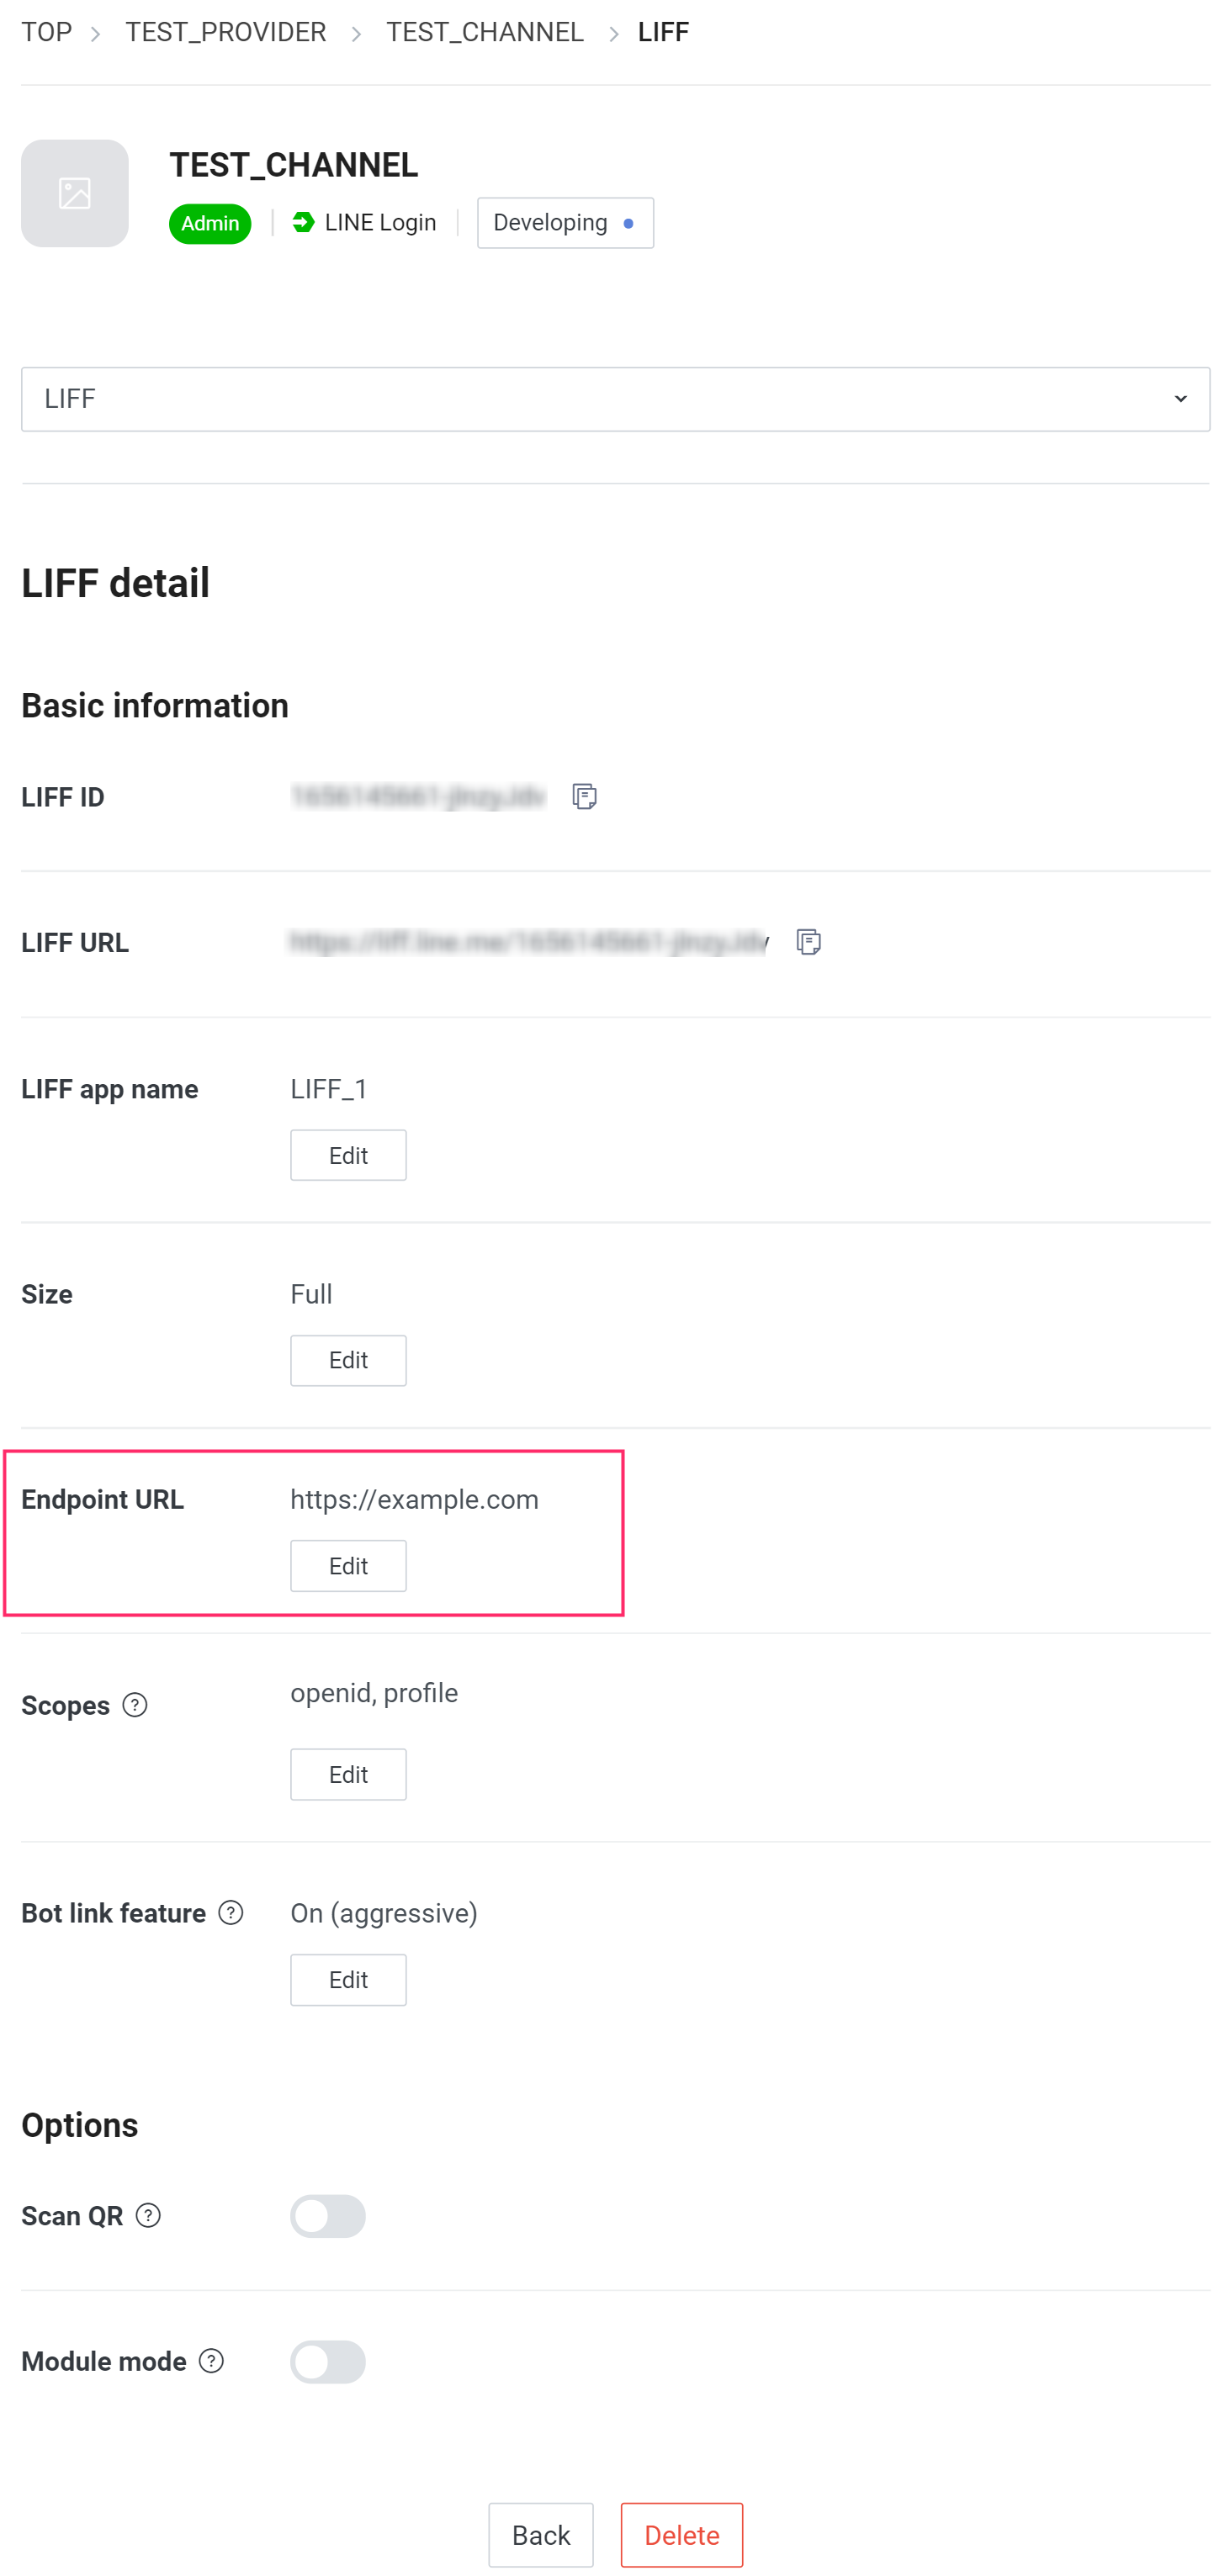 TOP > TEST_PROVIDER > TEST_CHANNEL > LIFF
TEST_CHANNEL
Admin | LINE Login | Developing
LIFF
LIFF detail
Basic information
LIFF ID
LIFF URL
LIFF app name LIFF_1
Edit
Size Full
Edit
Endpoint URL https://example.com
Edit
Scopes ? openid, profile
Edit
Bot link feature ? On (aggressive)
Edit
Options
Scan QR ?
Module mode ?
Back Delete